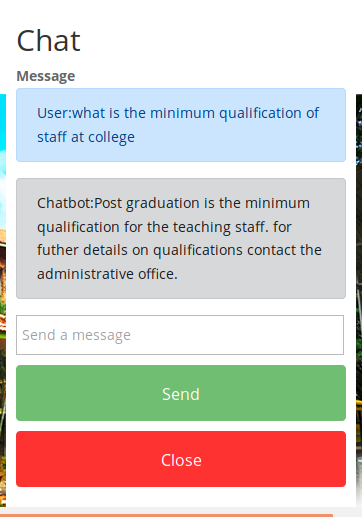 Chat
Message
User:what is the minimum qualification of
staff at college
Chatbot:Post graduation is the minimum
qualification for the teaching staff. for
futher details on qualifications contact the
administrative office.
Send a message
Send
Close